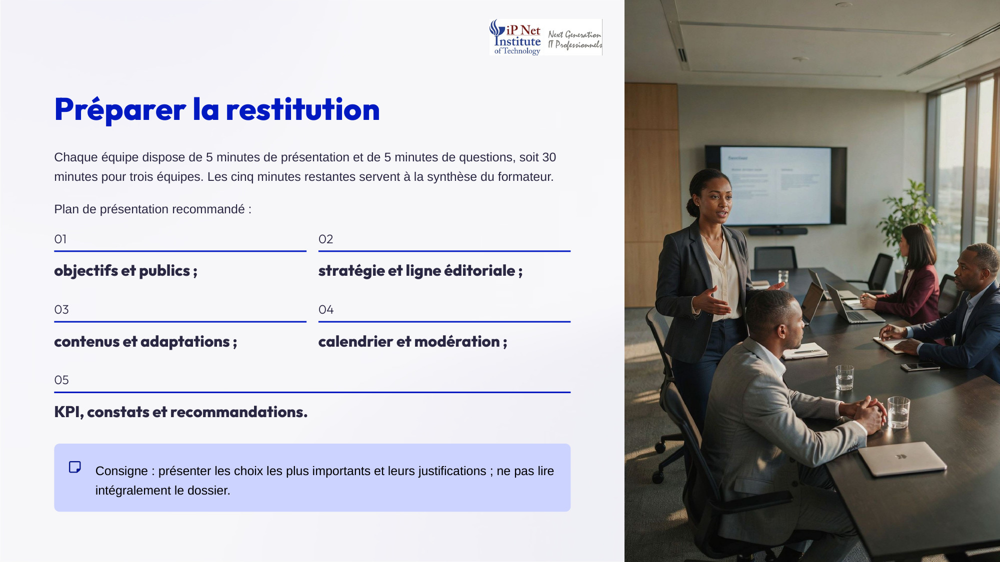 iP Net
Institute
of Technology
Next Generation
IT Professionnels
Préparer la restitution
Chaque équipe dispose de 5 minutes de présentation et de 5 minutes de questions, soit 30
minutes pour trois équipes. Les cinq minutes restantes servent à la synthèse du formateur.
Plan de présentation recommandé :
01
objectifs et publics ;
02
stratégie et ligne éditoriale ;
03
contenus et adaptations ;
04
calendrier et modération ;
05
KPI, constats et recommandations.
Consigne : présenter les choix les plus importants et leurs justifications ; ne pas lire
intégralement le dossier.